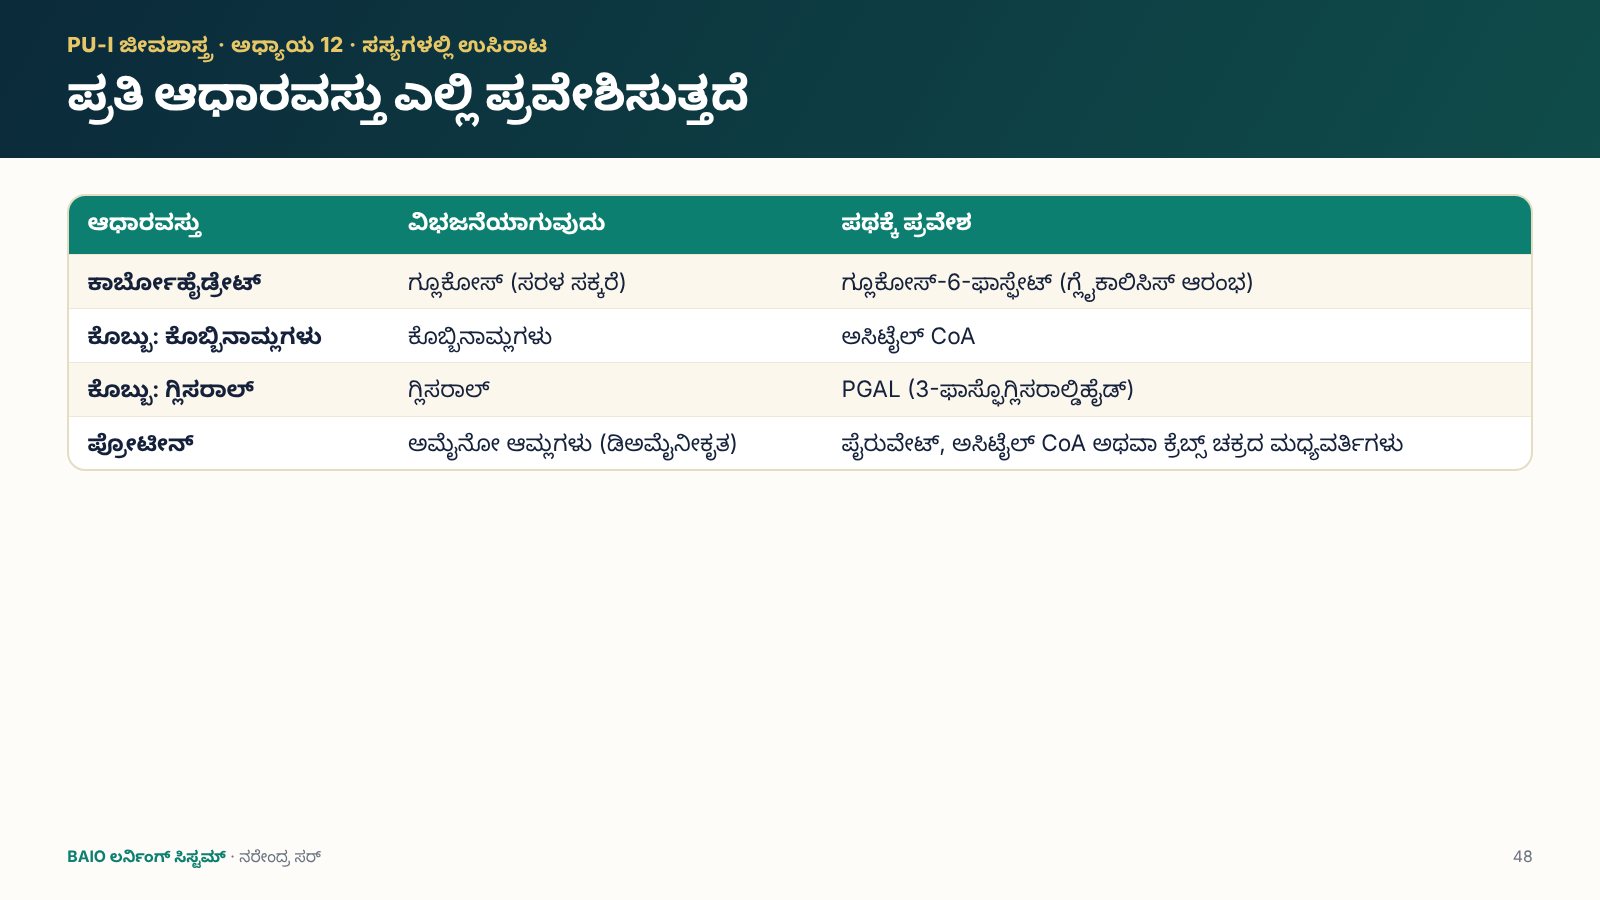 PU-I ಜೀವಶಾಸ್ತ್ರ · ಅಧ್ಯಾಯ 12 · ಸಸ್ಯಗಳಲ್ಲಿ ಉಸಿರಾಟ
ಪ್ರತಿ ಆಧಾರವಸ್ತು ಎಲ್ಲಿ ಪ್ರವೇಶಿಸುತ್ತದೆ
ಆಧಾರವಸ್ತು ವಿಭಜನೆಯಾಗುವುದು ಪಥಕ್ಕೆ ಪ್ರವೇಶ
ಕಾರ್ಬೋಹೈಡ್ರೇಟ್ ಗ್ಲೂಕೋಸ್ (ಸರಳ ಸಕ್ಕರೆ) ಗ್ಲೂಕೋಸ್-6-ಫಾಸ್ಫೇಟ್ (ಗ್ಲೈಕಾಲಿಸಿಸ್ ಆರಂಭ)
ಕೊಬ್ಬು: ಕೊಬ್ಬಿನಾಮ್ಲಗಳು ಕೊಬ್ಬಿನಾಮ್ಲಗಳು ಅಸಿಟೈಲ್ CoA
ಕೊಬ್ಬು: ಗ್ಲಿಸರಾಲ್ ಗ್ಲಿಸರಾಲ್ PGAL (3-ಫಾಸ್ಫೊಗ್ಲಿಸರಾಲ್ಡಿಹೈಡ್)
ಪ್ರೋಟೀನ್ ಅಮೈನೋ ಆಮ್ಲಗಳು (ಡಿಅಮೈನೀಕೃತ) ಪೈರುವೇಟ್, ಅಸಿಟೈಲ್ CoA ಅಥವಾ ಕ್ರೆಬ್ಸ್ ಚಕ್ರದ ಮಧ್ಯವರ್ತಿಗಳು
BAIO ಲರ್ನಿಂಗ್ ಸಿಸ್ಟಮ್ · ನರೇಂದ್ರ ಸರ್ 48